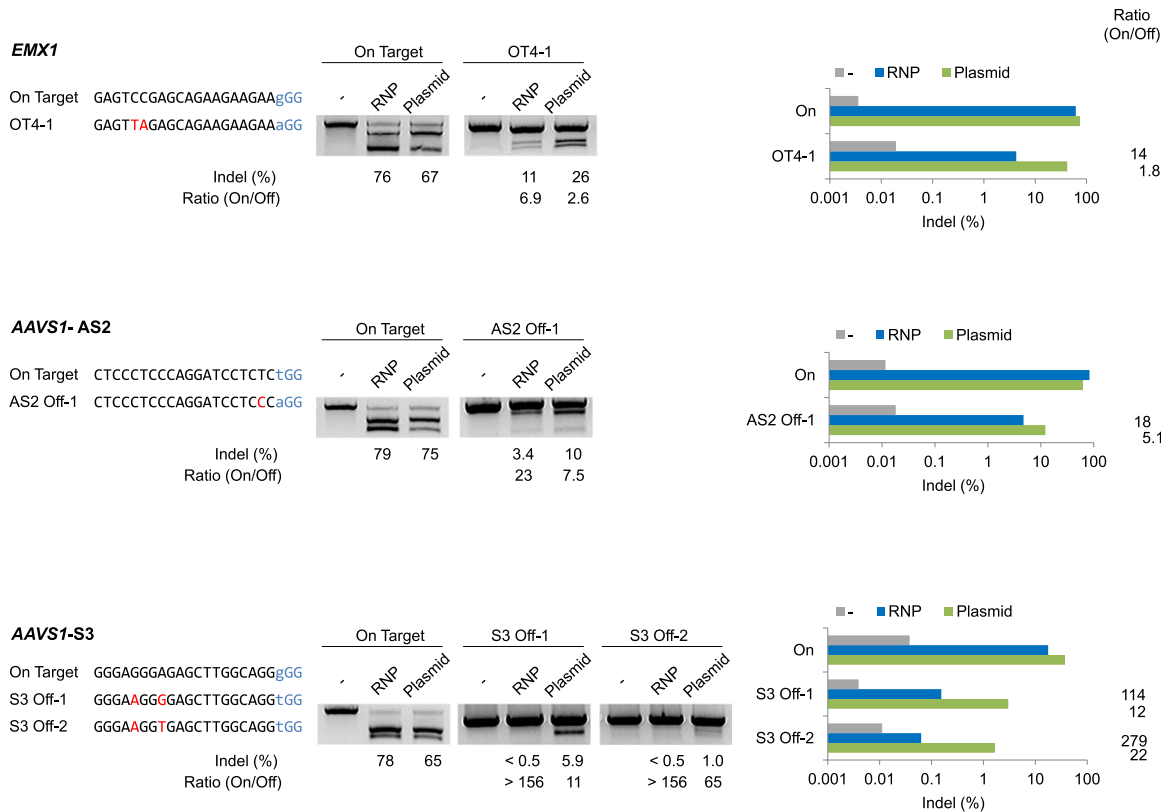 Ratio
(On/Off)
EMX1
On Target OT4-1
- RNP Plasmid - RNP Plasmid
On Target GAGTCCGAGCAGAAGAAGAAgGG
OT4-1 GAGTTAGAGCAGAAGAAGAAaGG
Indel (%) 76 67 11 26
Ratio (On/Off) 6.9 2.6
- RNP Plasmid
On
OT4-1 14
1.8
0.001 0.01 0.1 1 10 100
Indel (%)
AAVS1- AS2
On Target AS2 Off-1
- RNP Plasmid - RNP Plasmid
On Target CTCCCTCCCAGGATCCTCTCtGG
AS2 Off-1 CTCCCTCCCAGGATCCTCCCaGG
Indel (%) 79 75 3.4 10
Ratio (On/Off) 23 7.5
- RNP Plasmid
On
AS2 Off-1 18
5.1
0.001 0.01 0.1 1 10 100
Indel (%)
AAVS1-S3
On Target S3 Off-1 S3 Off-2
- RNP Plasmid - RNP Plasmid - RNP Plasmid
On Target GGGAGGGAGAGCTTGGCAGGgGG
S3 Off-1 GGGAAGGGGAGCTTGGCAGGtGG
S3 Off-2 GGGAAGGTGAGCTTGGCAGGtGG
Indel (%) 78 65 < 0.5 5.9 < 0.5 1.0
Ratio (On/Off) > 156 11 > 156 65
- RNP Plasmid
On
S3 Off-1 114
12
S3 Off-2 279
22
0.001 0.01 0.1 1 10 100
Indel (%)